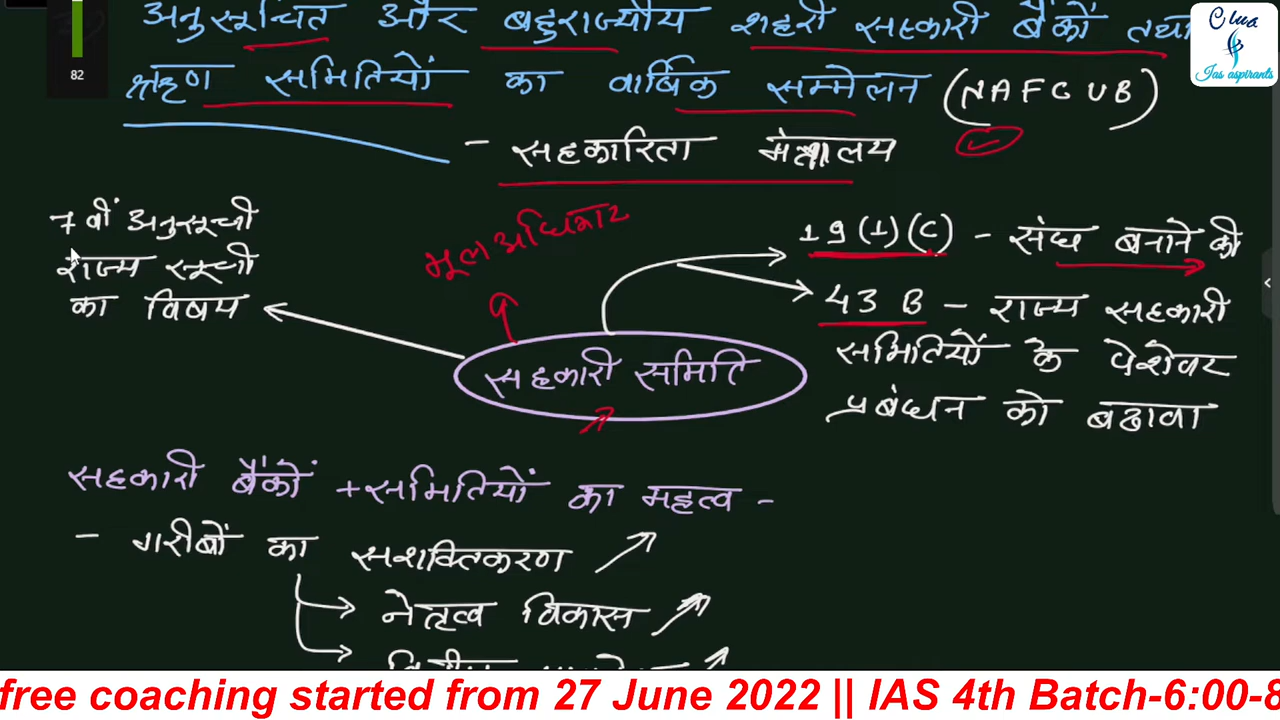 अनुसूचित और बहुराज्यीय शहरी सहकारी बैंकों तथा
ऋण समितियों का वार्षिक सम्मेलन (NAFCUB)
- सहकारिता मंत्रालय
7 वीं अनुसूची
राज्य सूची
का विषय
मूल अधिकार
19(1)(C) - संघ बनाने की
43 B - राज्य सहकारी
समितियों के पेशेवर
प्रबंधन को बढावा
सहकारी समिति
सहकारी बैंकों + समितियों का महत्व -
- गरीबों का सशक्तिकरण
नेतृत्व विकास
82
Ias aspirants
free coaching started from 27 June 2022 || IAS 4th Batch-6:00-8